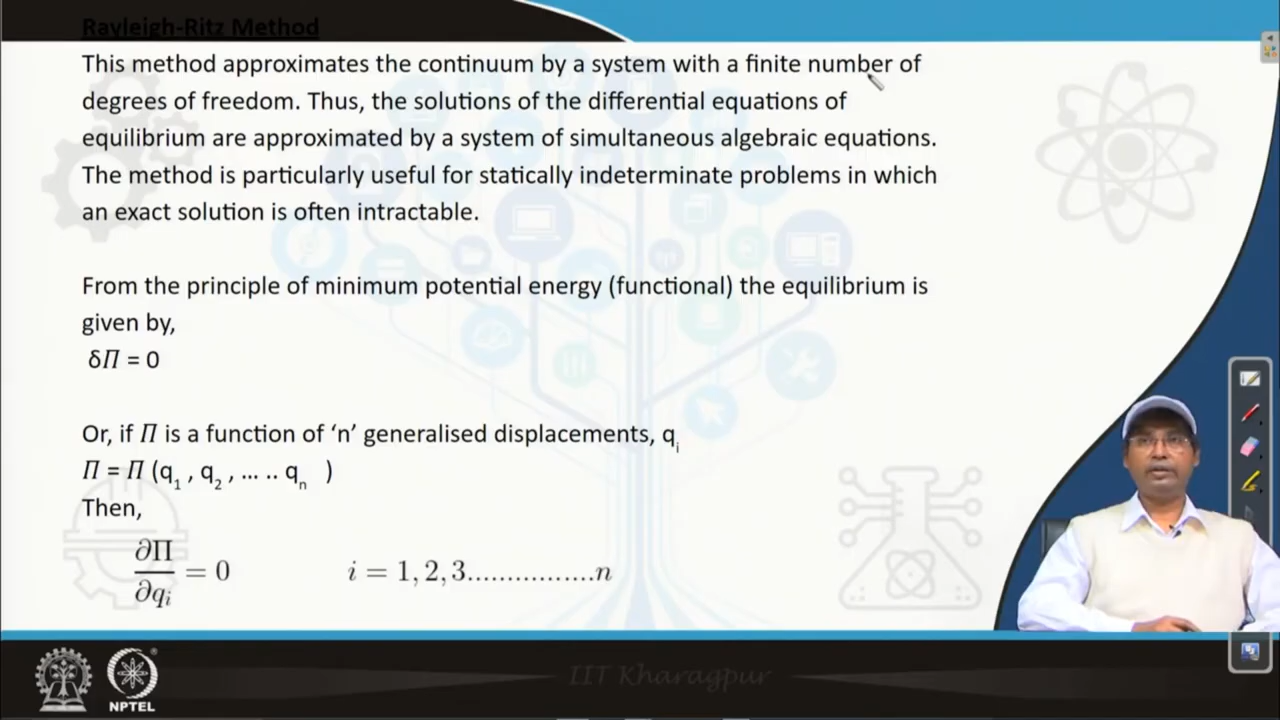 Rayleigh-Ritz Method
This method approximates the continuum by a system with a finite number of
degrees of freedom. Thus, the solutions of the differential equations of
equilibrium are approximated by a system of simultaneous algebraic equations.
The method is particularly useful for statically indeterminate problems in which
an exact solution is often intractable.
From the principle of minimum potential energy (functional) the equilibrium is
given by,
δΠ = 0
Or, if Π is a function of ‘n’ generalised displacements, qᵢ
Π = Π (q₁ , q₂ , ... .. qₙ )
Then,
∂Π/∂qᵢ = 0 i = 1, 2, 3................n
IIT Kharagpur
NPTEL